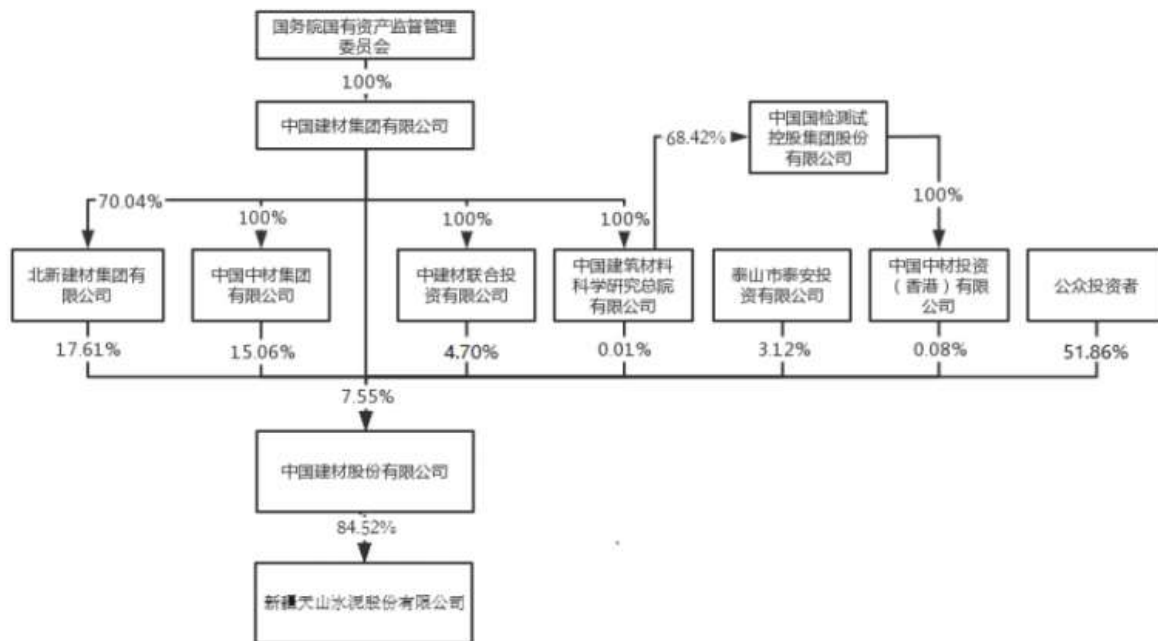 国务院国有资产监督管理
委员会
100%
中国建材集团有限公司
中国国检测试
控股集团股份
有限公司
68.42%
100%
70.04%
100%
100%
100%
北新建材集团有
限公司
中国中材集团
有限公司
中建材联合投
资有限公司
中国建筑材料
科学研究总院
有限公司
泰山市泰安投
资有限公司
中国中材投资
（香港）有限
公司
公众投资者
17.61%
15.06%
4.70%
0.01%
3.12%
0.08%
51.86%
7.55%
中国建材股份有限公司
84.52%
新疆天山水泥股份有限公司